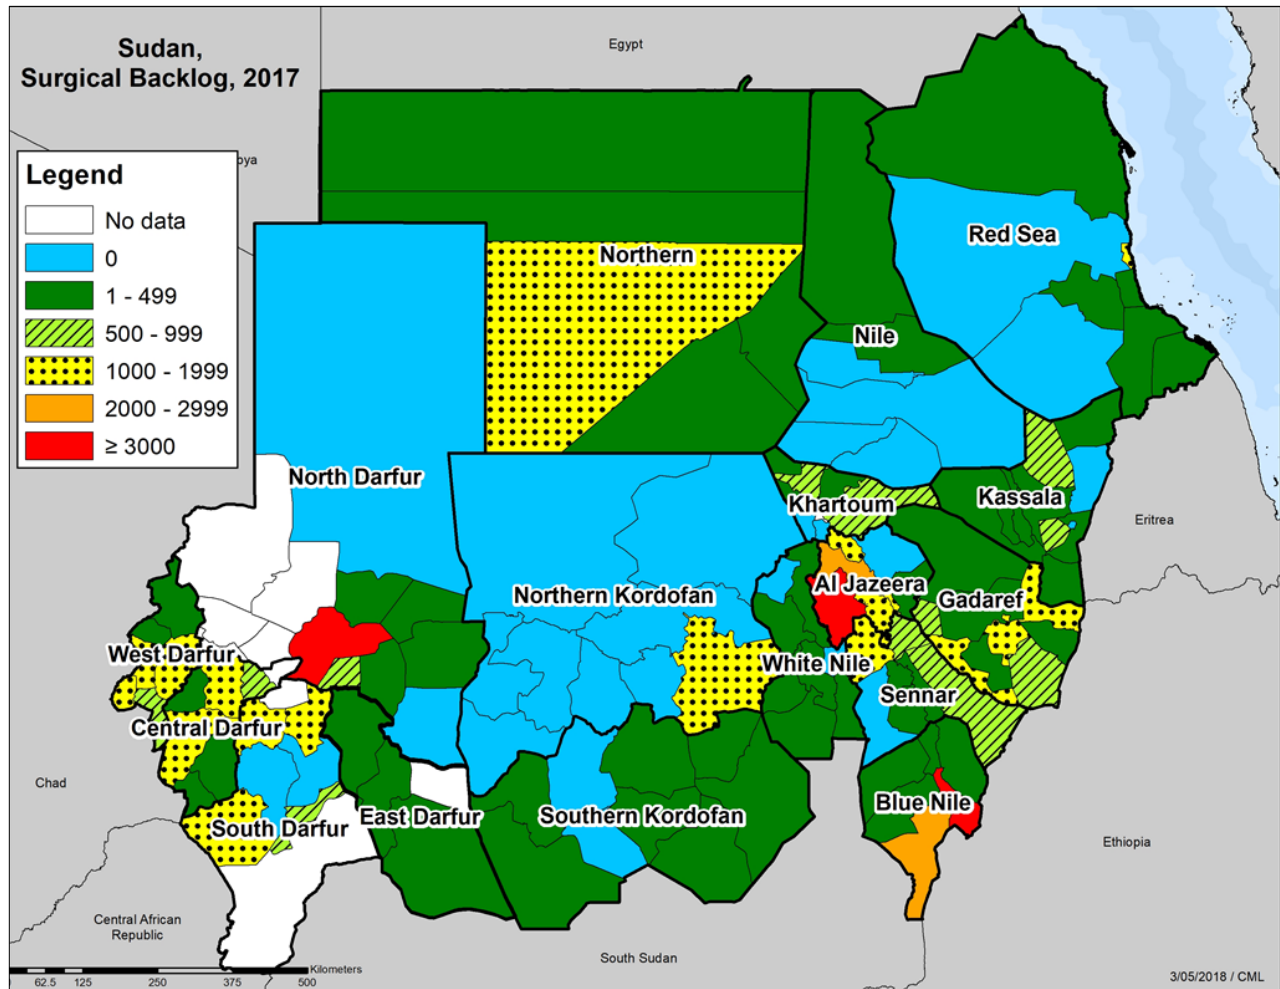 Sudan,
Surgical Backlog, 2017
Egypt
oya
Legend
No data
0
1 - 499
500 - 999
1000 - 1999
2000 - 2999
≥ 3000
Red Sea
Northern
Nile
North Darfur
Khartoum
Kassala
Eritrea
Northern Kordofan
Al Jazeera
Gadaref
West Darfur
White Nile
Sennar
Central Darfur
Chad
Blue Nile
East Darfur
Southern Kordofan
South Darfur
Ethiopia
Central African
Republic
South Sudan
Kilometers
62.5 125 250 375 500
3/05/2018 / CML